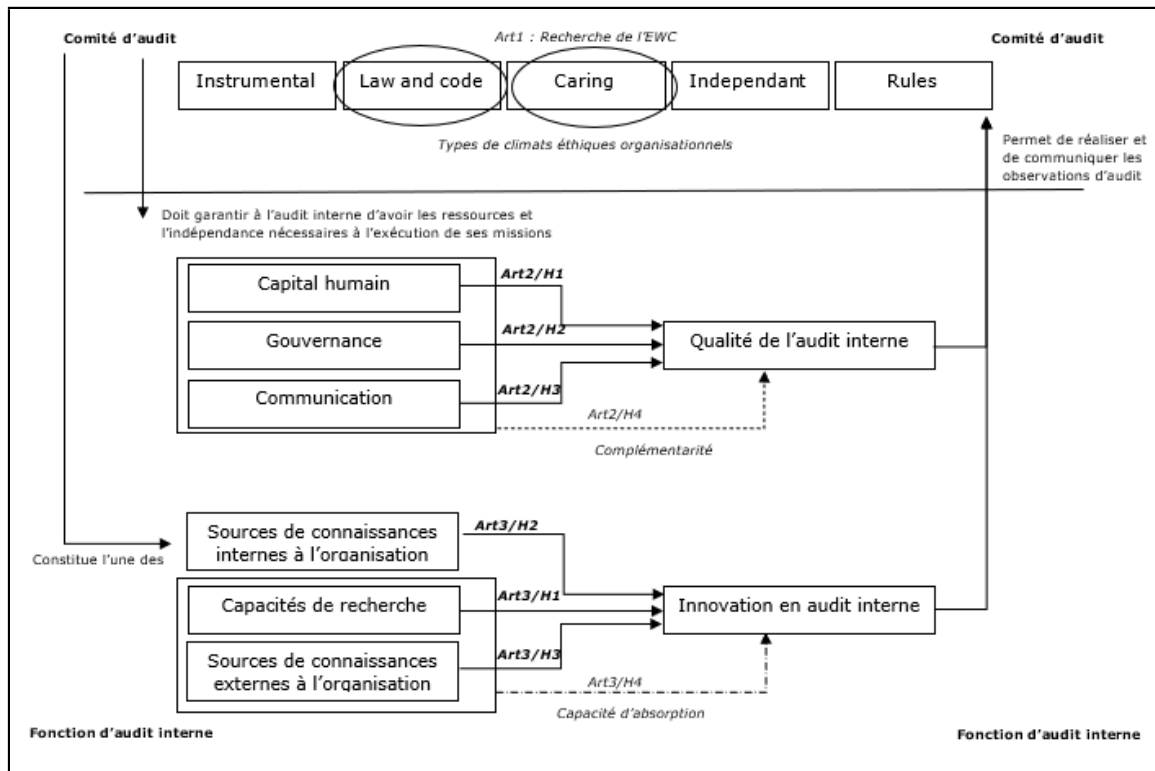 Comité d'audit
Art1 : Recherche de l'EWC
Comité d'audit
Instrumental
Law and code
Caring
Independant
Rules
Types de climats éthiques organisationnels
Permet de réaliser et
de communiquer les
observations d'audit
Doit garantir à l'audit interne d'avoir les ressources et
l'indépendance nécessaires à l'exécution de ses missions
Capital humain
Art2/H1
Gouvernance
Art2/H2
Qualité de l'audit interne
Communication
Art2/H3
Art2/H4
Complémentarité
Sources de connaissances
internes à l'organisation
Art3/H2
Constitue l'une des
Capacités de recherche
Art3/H1
Innovation en audit interne
Sources de connaissances
externes à l'organisation
Art3/H3
Art3/H4
Capacité d'absorption
Fonction d'audit interne
Fonction d'audit interne